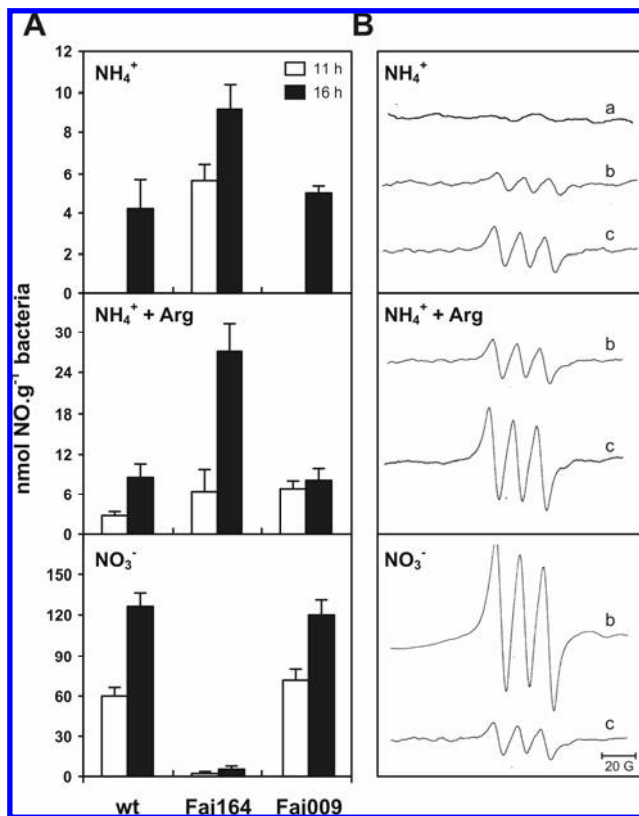 A
B
nmol NO.g⁻¹ bacteria
NH₄⁺
11 h
16 h
12
10
8
6
4
2
0
NH₄⁺
a
b
c
NH₄⁺ + Arg
30
24
18
12
6
0
NH₄⁺ + Arg
b
c
NO₃⁻
150
120
90
60
30
0
wt Faj164 Faj009
NO₃⁻
b
c
20 G